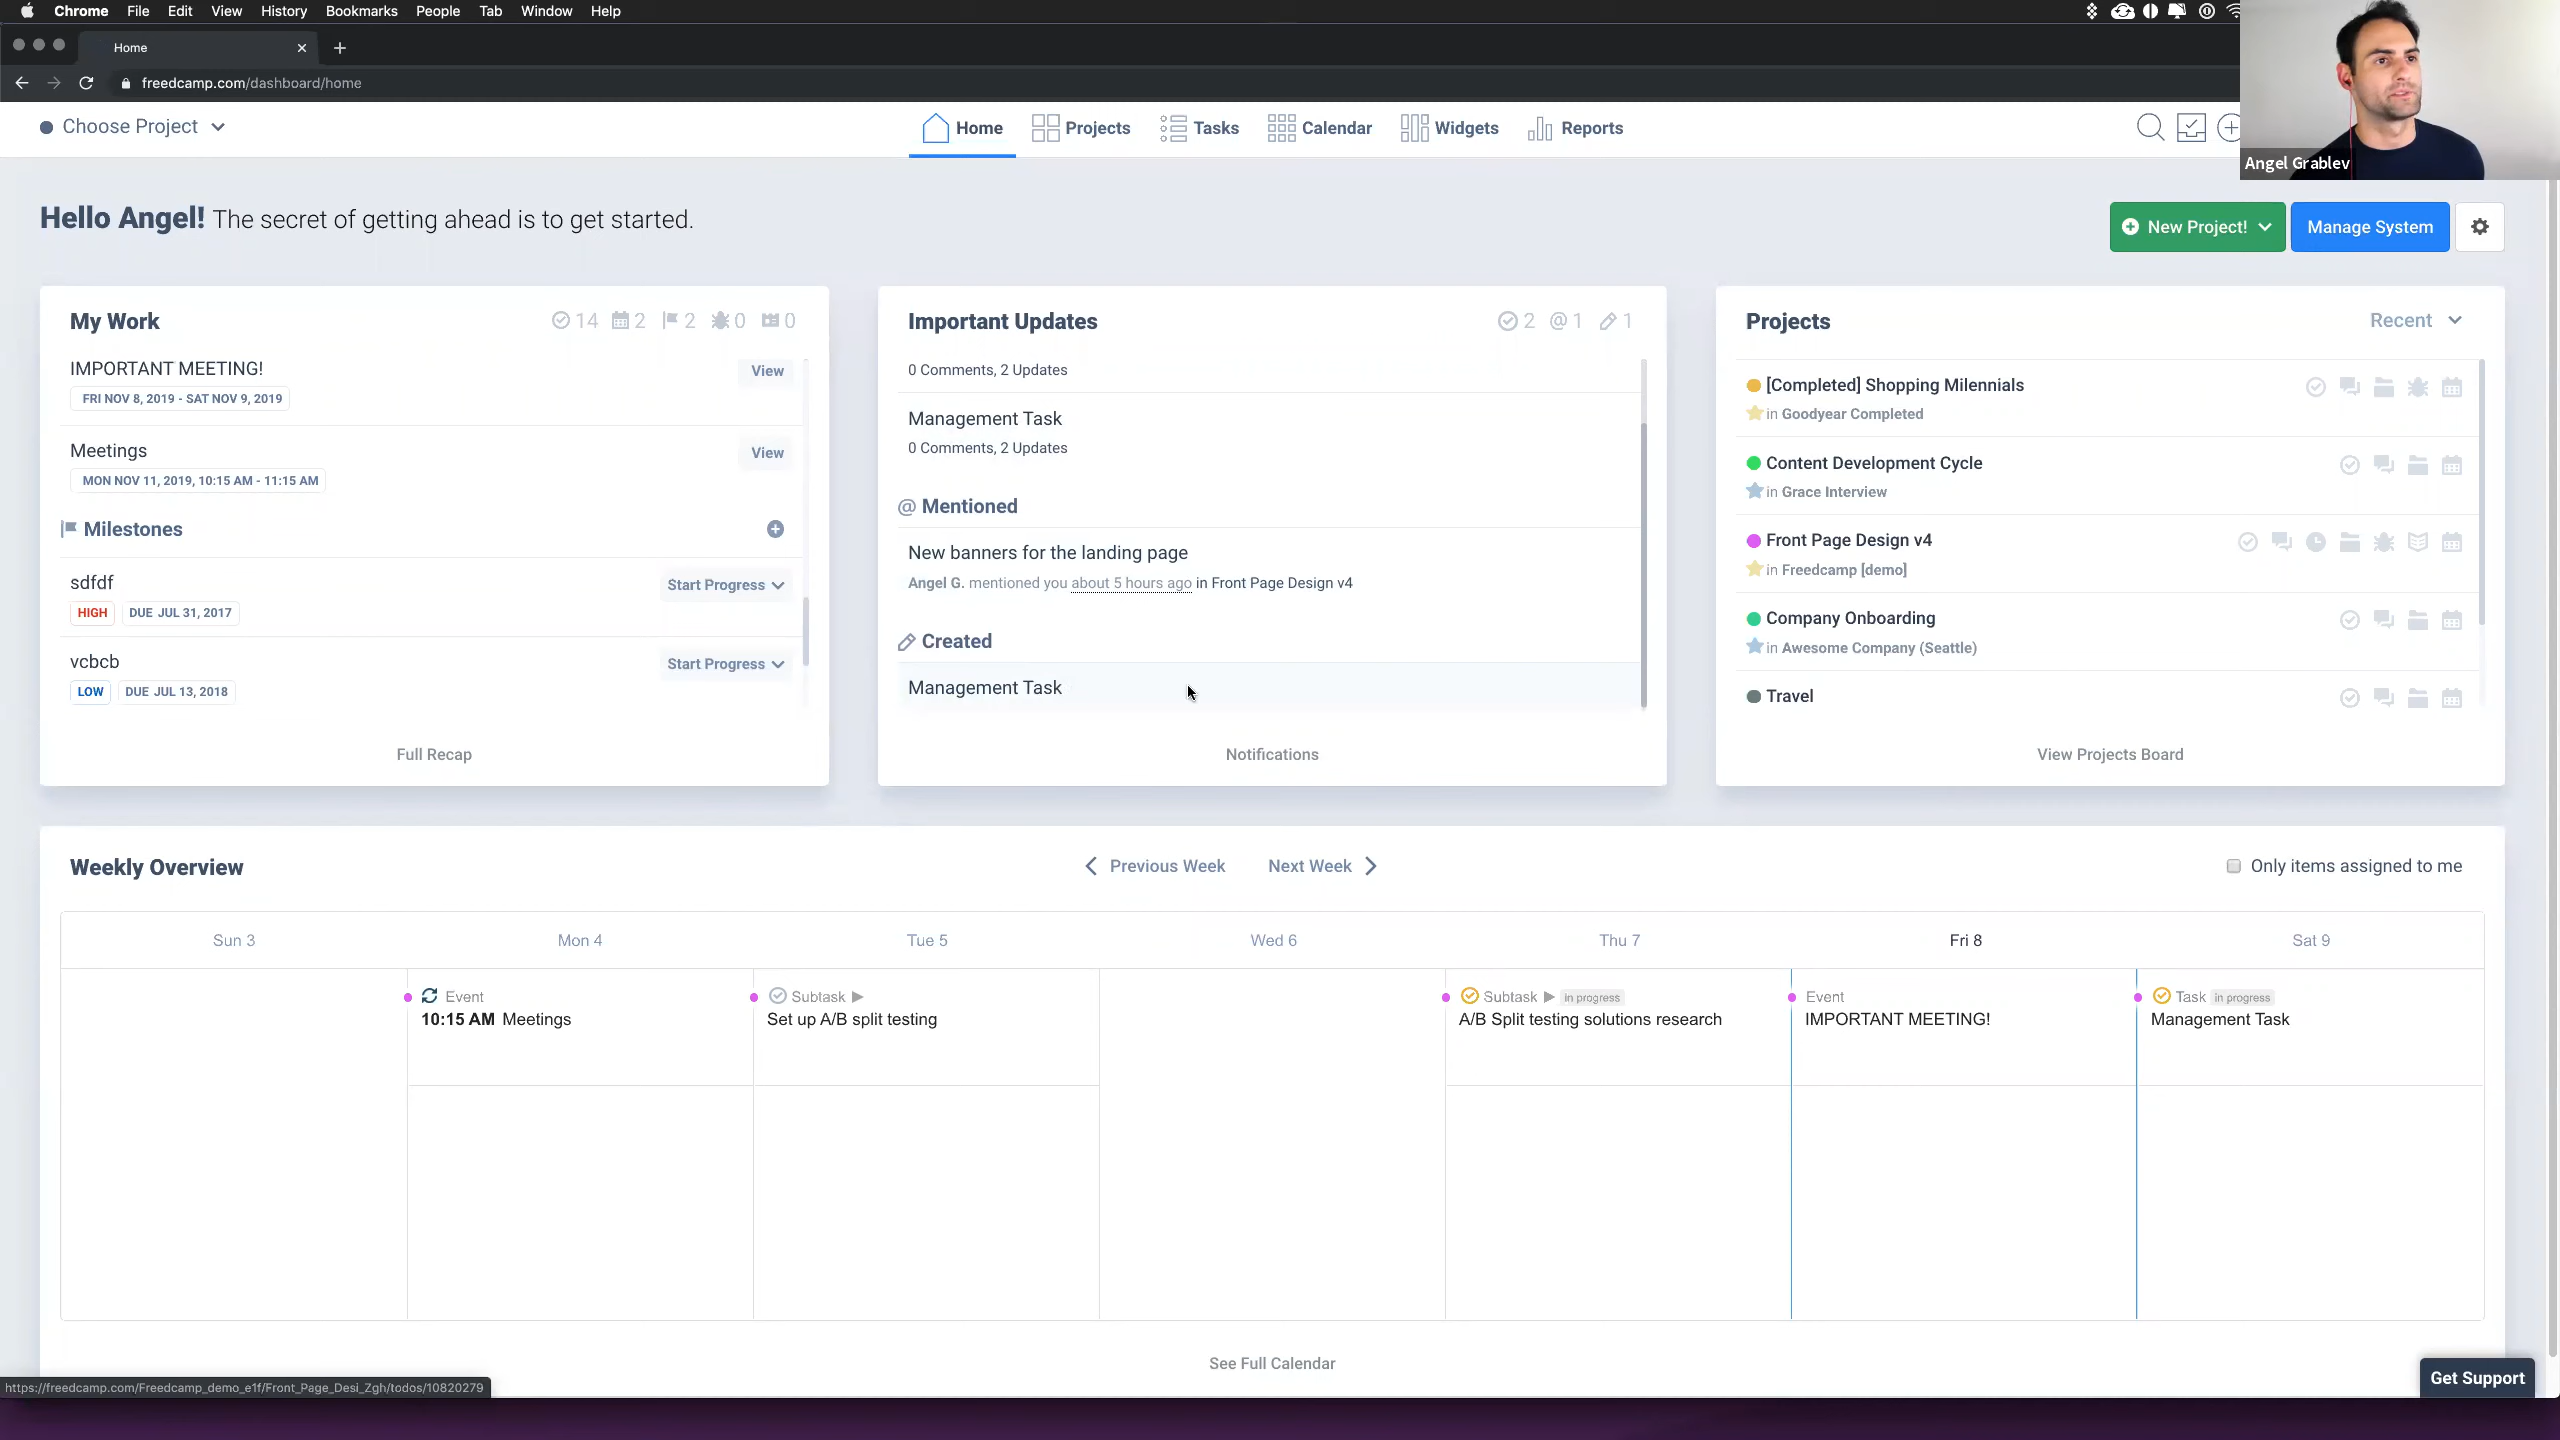 Chrome File Edit View History Bookmarks People Tab Window Help
Home
freedcamp.com/dashboard/home
Choose Project
Home Projects Tasks Calendar Widgets Reports
Angel Grablev
Hello Angel! The secret of getting ahead is to get started.
New Project! Manage System
My Work 14 2 2 0 0
IMPORTANT MEETING! View
FRI NOV 8, 2019 - SAT NOV 9, 2019
Meetings View
MON NOV 11, 2019, 10:15 AM - 11:15 AM
Milestones
sdfdf Start Progress
HIGH DUE JUL 31, 2017
vcbcb Start Progress
LOW DUE JUL 13, 2018
Full Recap
Important Updates 2 @ 1 1
0 Comments, 2 Updates
Management Task
0 Comments, 2 Updates
@ Mentioned
New banners for the landing page
Angel G. mentioned you about 5 hours ago in Front Page Design v4
Created
Management Task
Notifications
Projects Recent
[Completed] Shopping Milennials
in Goodyear Completed
Content Development Cycle
in Grace Interview
Front Page Design v4
in Freedcamp [demo]
Company Onboarding
in Awesome Company (Seattle)
Travel
View Projects Board
Weekly Overview Previous Week Next Week Only items assigned to me
Sun 3 Mon 4 Tue 5 Wed 6 Thu 7 Fri 8 Sat 9
Event
10:15 AM Meetings
Subtask
Set up A/B split testing
Subtask in progress
A/B Split testing solutions research
Event
IMPORTANT MEETING!
Task in progress
Management Task
See Full Calendar
Get Support
https://freedcamp.com/Freedcamp_demo_e1f/Front_Page_Desi_Zgh/todos/10820279